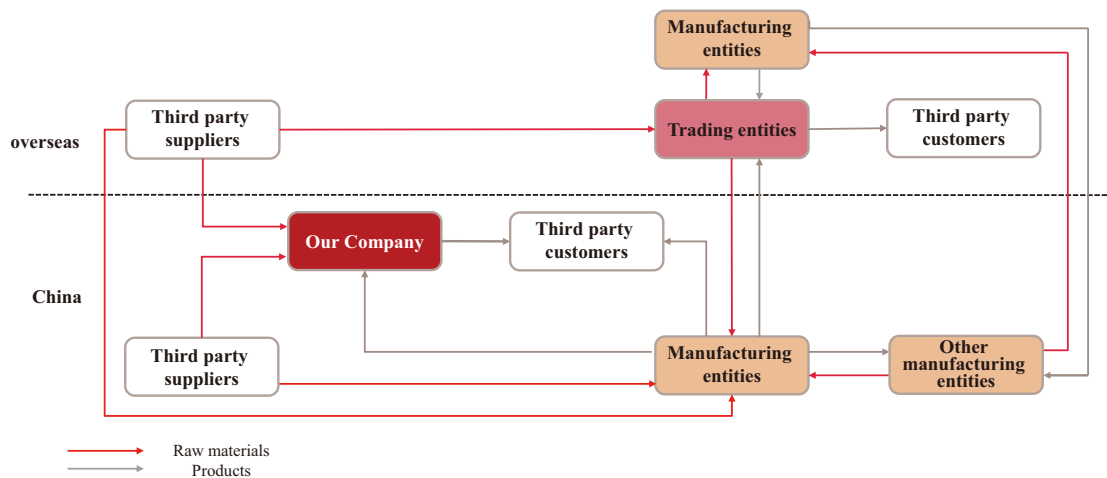 Manufacturing
entities
overseas
Third party
suppliers
Trading entities
Third party
customers
Our Company
Third party
customers
China
Third party
suppliers
Manufacturing
entities
Other
manufacturing
entities
Raw materials
Products